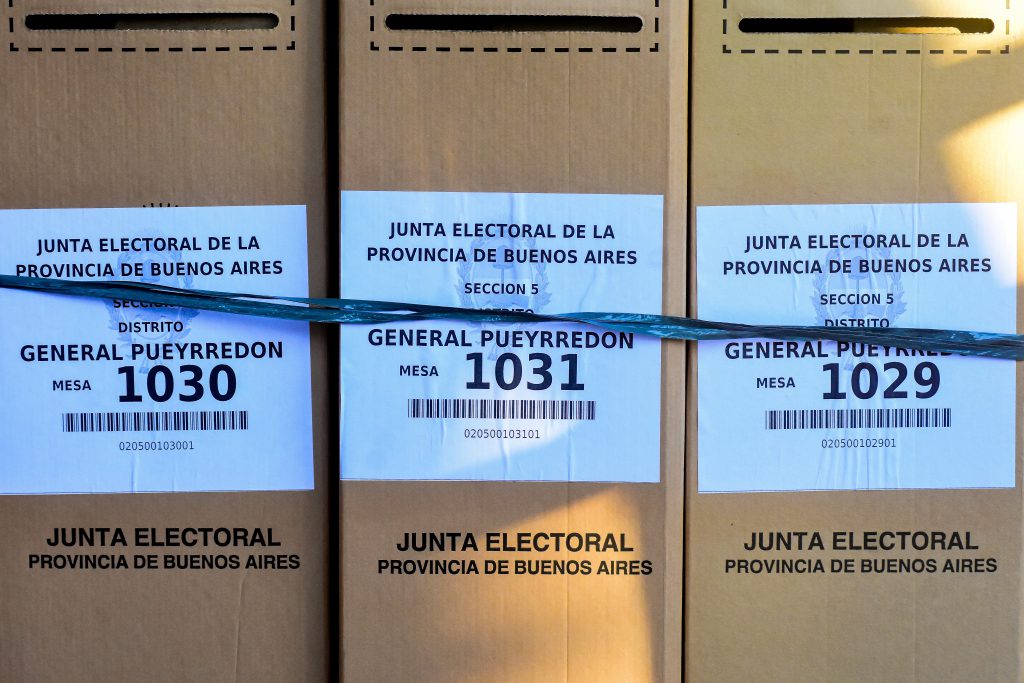 JUNTA ELECTORAL DE LA
PROVINCIA DE BUENOS AIRES
SECCION 5
DISTRITO
GENERAL PUEYRREDON
MESA 1030
020500103001
JUNTA ELECTORAL
PROVINCIA DE BUENOS AIRES
JUNTA ELECTORAL DE LA
PROVINCIA DE BUENOS AIRES
SECCION 5
DISTRITO
GENERAL PUEYRREDON
MESA 1031
020500103101
JUNTA ELECTORAL
PROVINCIA DE BUENOS AIRES
JUNTA ELECTORAL DE LA
PROVINCIA DE BUENOS AIRES
SECCION 5
DISTRITO
GENERAL PUEYRREDON
MESA 1029
020500102901
JUNTA ELECTORAL
PROVINCIA DE BUENOS AIRES